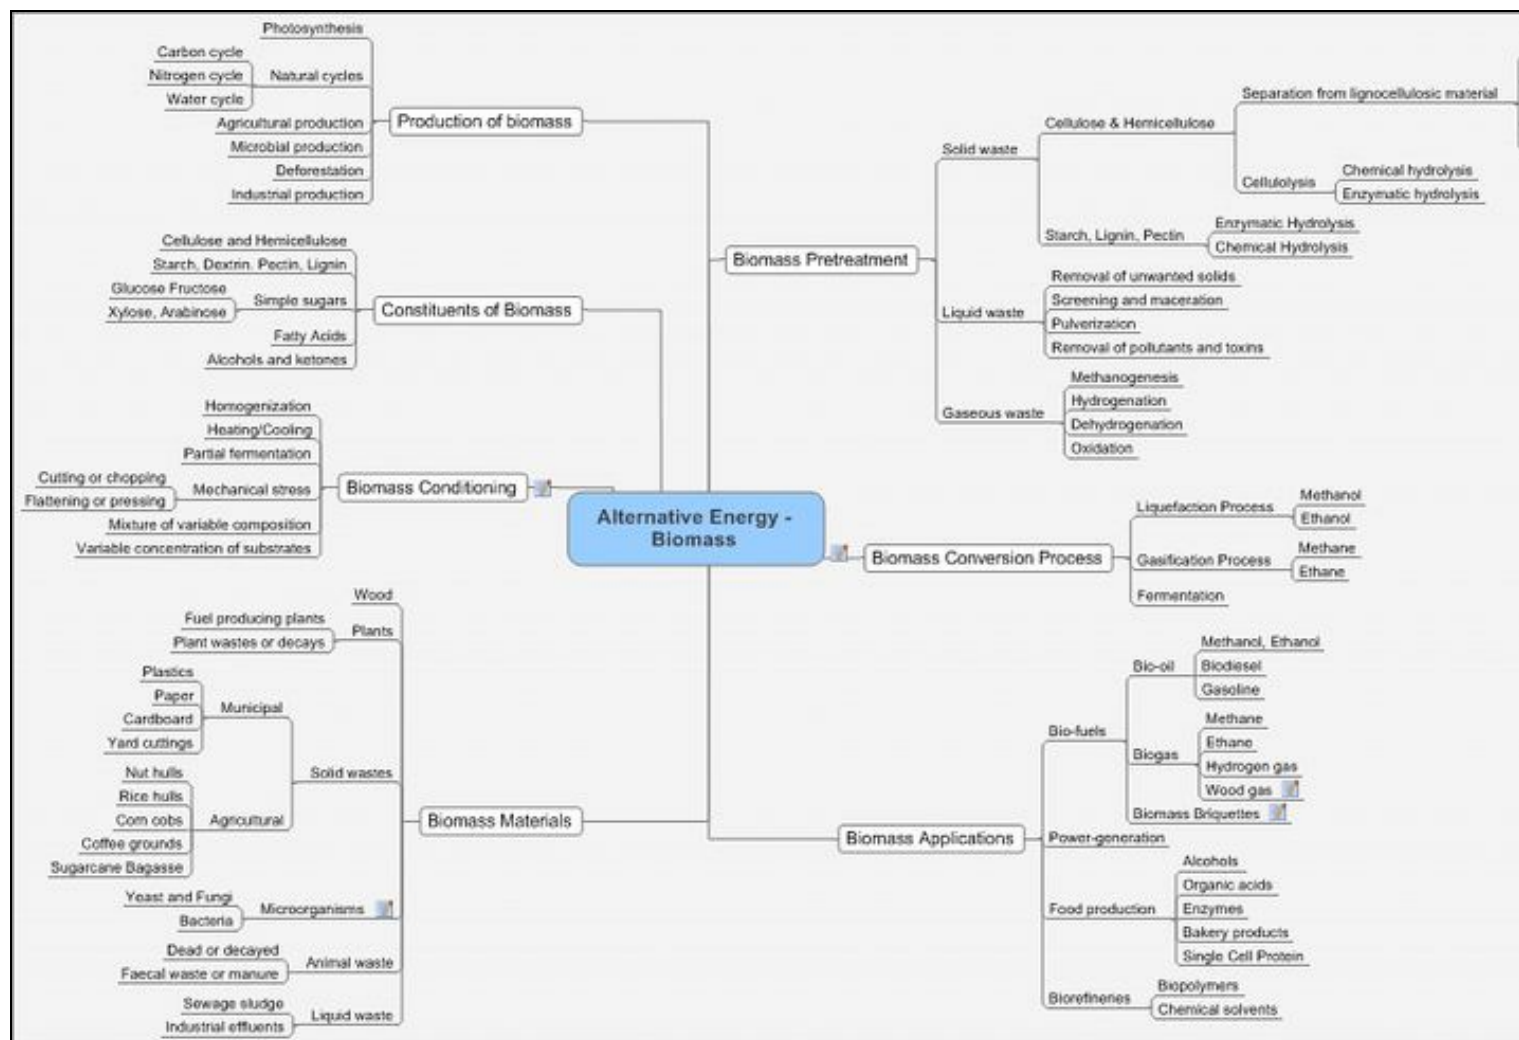 Photosynthesis
Carbon cycle
Nitrogen cycle
Water cycle
Natural cycles
Agricultural production
Microbial production
Deforestation
Industrial production
Production of biomass
Cellulose and Hemicellulose
Starch, Dextrin. Pectin, Lignin
Glucose Fructose
Xylose, Arabinose
Simple sugars
Fatty Acids
Alcohols and ketones
Constituents of Biomass
Homogenization
Heating/Cooling
Partial fermentation
Cutting or chopping
Flattening or pressing
Mechanical stress
Mixture of variable composition
Variable concentration of substrates
Biomass Conditioning
Alternative Energy -
Biomass
Wood
Fuel producing plants
Plant wastes or decays
Plants
Plastics
Paper
Cardboard
Yard cuttings
Municipal
Nut hulls
Rice hulls
Corn cobs
Coffee grounds
Sugarcane Bagasse
Agricultural
Solid wastes
Yeast and Fungi
Bacteria
Microorganisms
Dead or decayed
Faecal waste or manure
Animal waste
Sewage sludge
Industrial effluents
Liquid waste
Biomass Materials
Biomass Pretreatment
Solid waste
Cellulose & Hemicellulose
Separation from lignocellulosic material
Cellulolysis
Chemical hydrolysis
Enzymatic hydrolysis
Starch, Lignin, Pectin
Enzymatic Hydrolysis
Chemical Hydrolysis
Liquid waste
Removal of unwanted solids
Screening and maceration
Pulverization
Removal of pollutants and toxins
Gaseous waste
Methanogenesis
Hydrogenation
Dehydrogenation
Oxidation
Biomass Conversion Process
Liquefaction Process
Methanol
Ethanol
Gasification Process
Methane
Ethane
Fermentation
Biomass Applications
Bio-fuels
Bio-oil
Methanol, Ethanol
Biodiesel
Gasoline
Biogas
Methane
Ethane
Hydrogen gas
Wood gas
Biomass Briquettes
Power-generation
Food production
Alcohols
Organic acids
Enzymes
Bakery products
Single Cell Protein
Biorefineries
Biopolymers
Chemical solvents